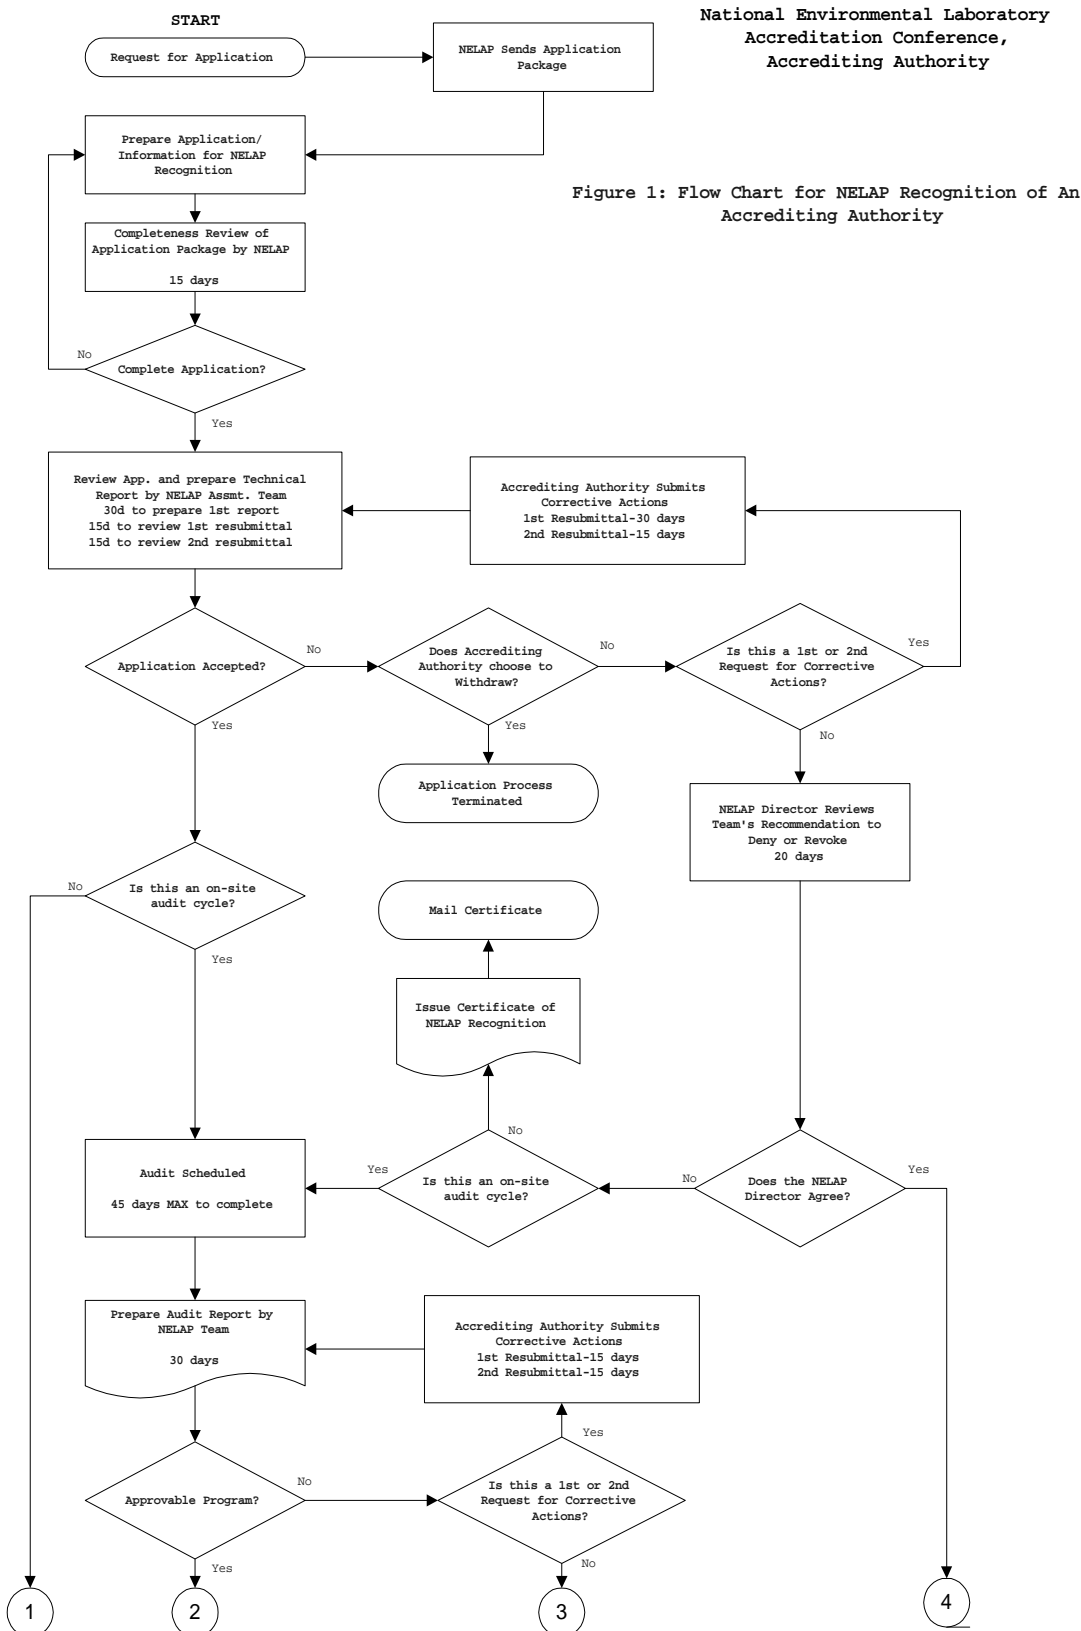 START
National Environmental Laboratory
Accreditation Conference,
Accrediting Authority
Request for Application
NELAP Sends Application
Package
Prepare Application/
Information for NELAP
Recognition
Figure 1: Flow Chart for NELAP Recognition of An
Accrediting Authority
Completeness Review of
Application Package by NELAP
15 days
No
Complete Application?
Yes
Review App. and prepare Technical
Report by NELAP Assmt. Team
30d to prepare 1st report
15d to review 1st resubmittal
15d to review 2nd resubmittal
Accrediting Authority Submits
Corrective Actions
1st Resubmittal-30 days
2nd Resubmittal-15 days
Application Accepted?
No
Does Accrediting
Authority choose to
Withdraw?
No
Is this a 1st or 2nd
Request for Corrective
Actions?
Yes
Yes
Yes
No
Application Process
Terminated
NELAP Director Reviews
Team's Recommendation to
Deny or Revoke
20 days
No
Is this an on-site
audit cycle?
Yes
Mail Certificate
Issue Certificate of
NELAP Recognition
No
Audit Scheduled
45 days MAX to complete
Yes
Is this an on-site
audit cycle?
No
Does the NELAP
Director Agree?
Yes
Prepare Audit Report by
NELAP Team
30 days
Accrediting Authority Submits
Corrective Actions
1st Resubmittal-15 days
2nd Resubmittal-15 days
Yes
Approvable Program?
No
Is this a 1st or 2nd
Request for Corrective
Actions?
Yes
No
1
2
3
4